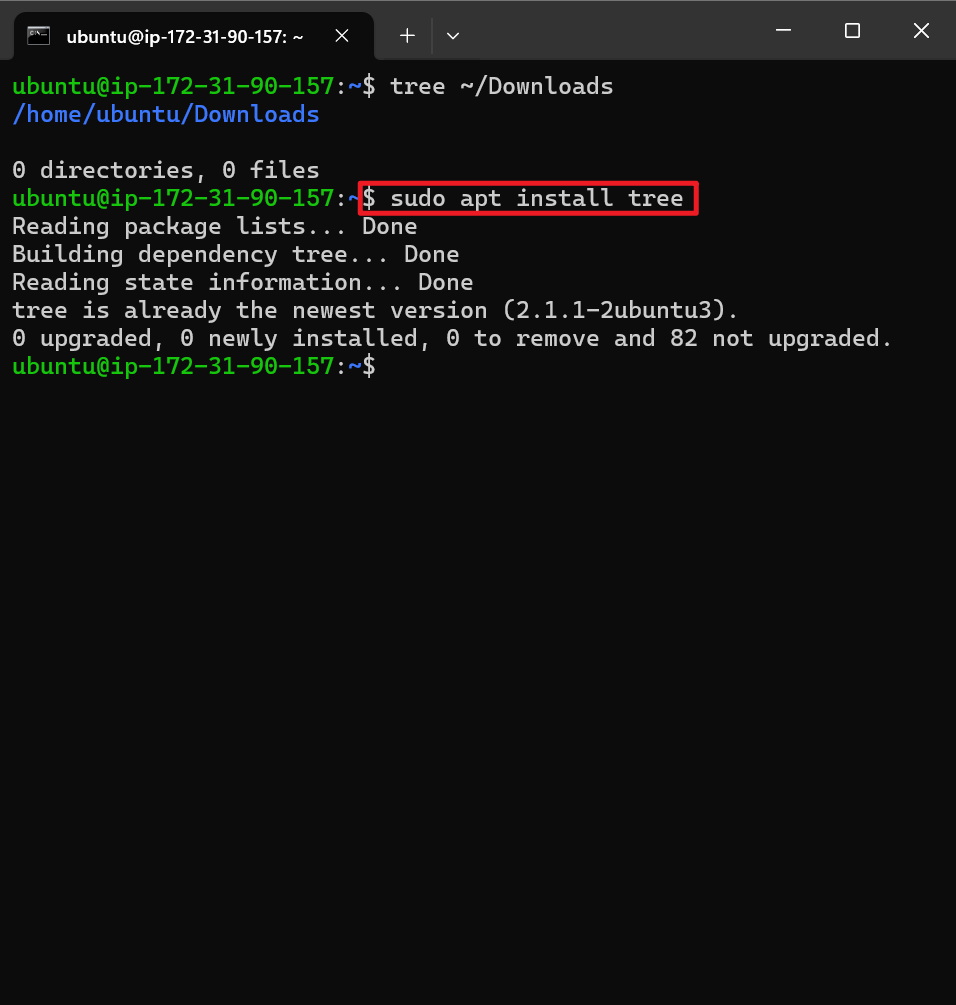 ubuntu@ip-172-31-90-157: ~
ubuntu@ip-172-31-90-157:~$ tree ~/Downloads
/home/ubuntu/Downloads
0 directories, 0 files
ubuntu@ip-172-31-90-157:~$ sudo apt install tree
Reading package lists... Done
Building dependency tree... Done
Reading state information... Done
tree is already the newest version (2.1.1-2ubuntu3).
0 upgraded, 0 newly installed, 0 to remove and 82 not upgraded.
ubuntu@ip-172-31-90-157:~$